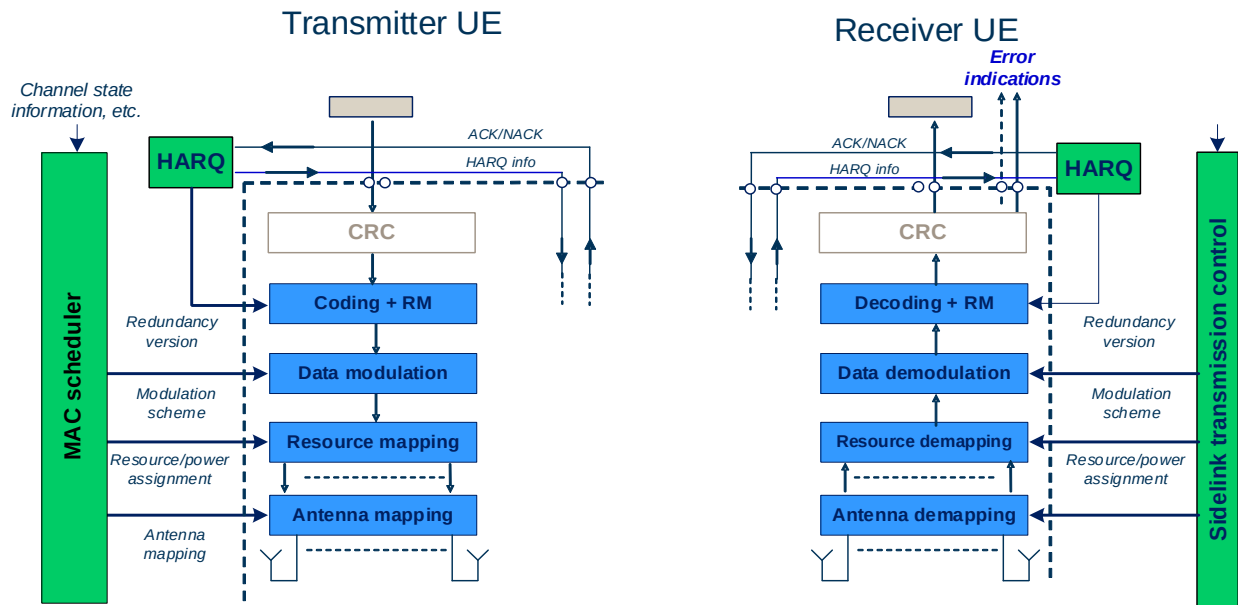 Transmitter UE
Receiver UE
Error
indications
Channel state
information, etc.
ACK/NACK
HARQ
HARQ info
ACK/NACK
HARQ info
HARQ
CRC
CRC
Coding + RM
Decoding + RM
Redundancy
version
Redundancy
version
Data modulation
Data demodulation
Modulation
scheme
Modulation
scheme
Resource mapping
Resource demapping
Resource/power
assignment
Resource/power
assignment
Antenna mapping
Antenna demapping
Antenna
mapping
MAC scheduler
Sidelink transmission control